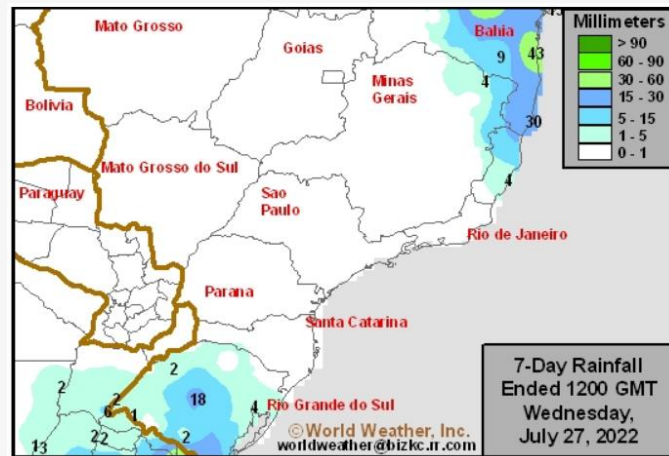 Mato Grosso
Bahia
43
Millimeters
> 90
60 - 90
30 - 60
15 - 30
5 - 15
1 - 5
0 - 1
Goias
9
43
Minas
Gerais
4
Bolivia
30
Mato Grosso do Sul
Paraguay
Sao
Paulo
4
Rio de Janeiro
Parana
Santa Catarina
7-Day Rainfall
Ended 1200 GMT
Wednesday,
July 27, 2022
2
2
2
18
6
1
4
Rio Grande do Sul
13
22
2
© World Weather, Inc.
worldweather@bizkc.rr.com